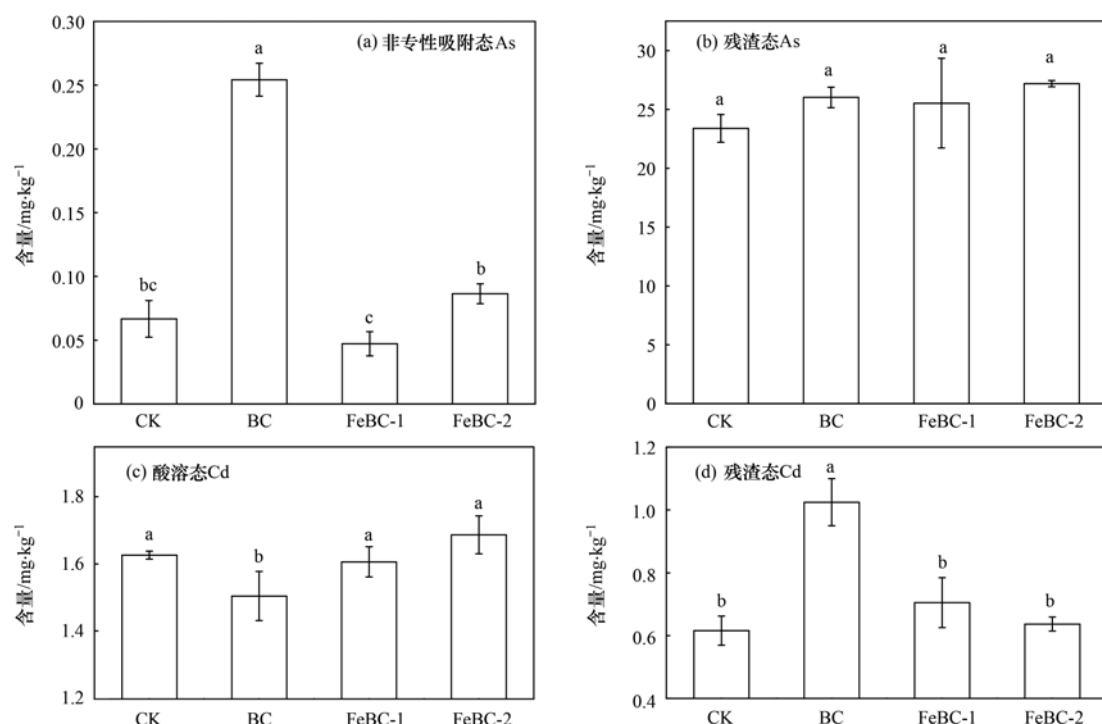 (a) 非专性吸附态As
含量/mg·kg⁻¹
0.30
0.25
0.20
0.15
0.10
0.05
0
bc
a
c
b
CK BC FeBC-1 FeBC-2
(b) 残渣态As
含量/mg·kg⁻¹
30
25
20
15
10
5
0
a
a
a
a
CK BC FeBC-1 FeBC-2
(c) 酸溶态Cd
含量/mg·kg⁻¹
1.8
1.6
1.4
1.2
a
b
a
a
CK BC FeBC-1 FeBC-2
(d) 残渣态Cd
含量/mg·kg⁻¹
1.2
1.0
0.8
0.6
0.4
b
a
b
b
CK BC FeBC-1 FeBC-2